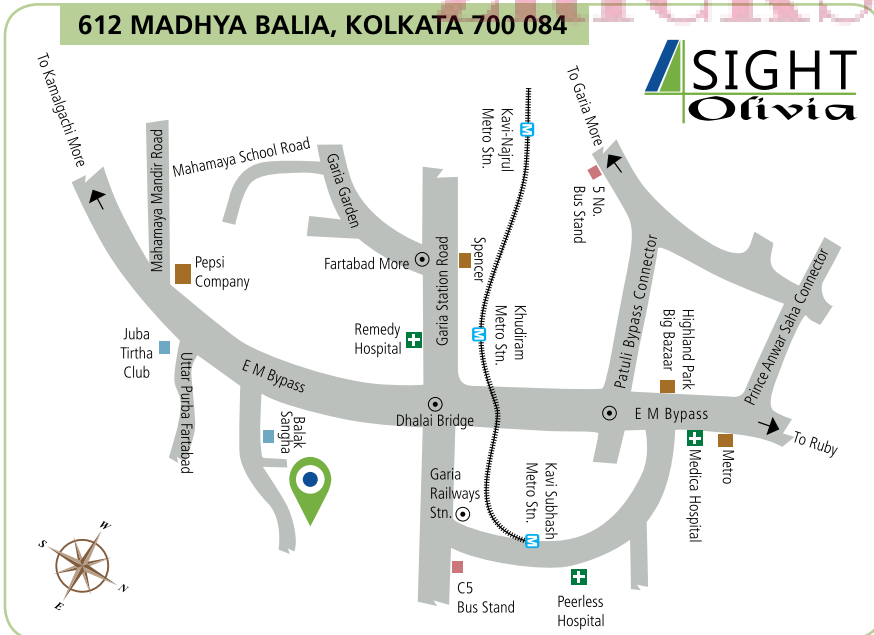 612 MADHYA BALIA, KOLKATA 700 084
SIGHT
Olivia
To Kamalgachi More
Mahamaya Mandir Road
Mahamaya School Road
Garia Garden
Kavi-Najrul
Metro Stn.
To Garia More
5 No.
Bus Stand
Pepsi
Company
Fartabad More
Garia Station Road
Spencer
Patuli Bypass Connector
Prince Anwar Saha Connector
Juba
Tirtha
Club
Remedy
Hospital
Khudiram
Metro Stn.
Highland Park
Big Bazaar
Uttar Purba Fartabad
E M Bypass
Dhalai Bridge
E M Bypass
To Ruby
Balak
Sangha
Garia
Railways
Stn.
Kavi Subhash
Metro Stn.
Medica Hospital
Metro
M
M
M
C5
Bus Stand
Peerless
Hospital
W
S
N
E